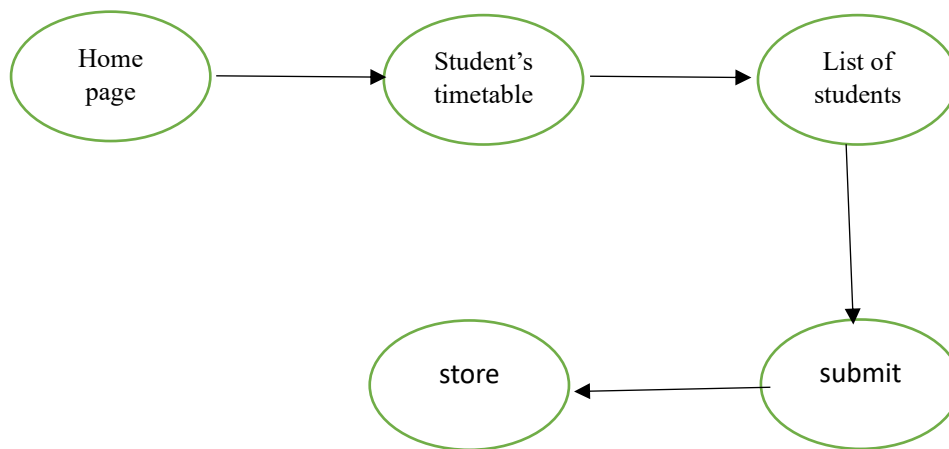 Home
page
Student’s
timetable
List of
students
submit
store